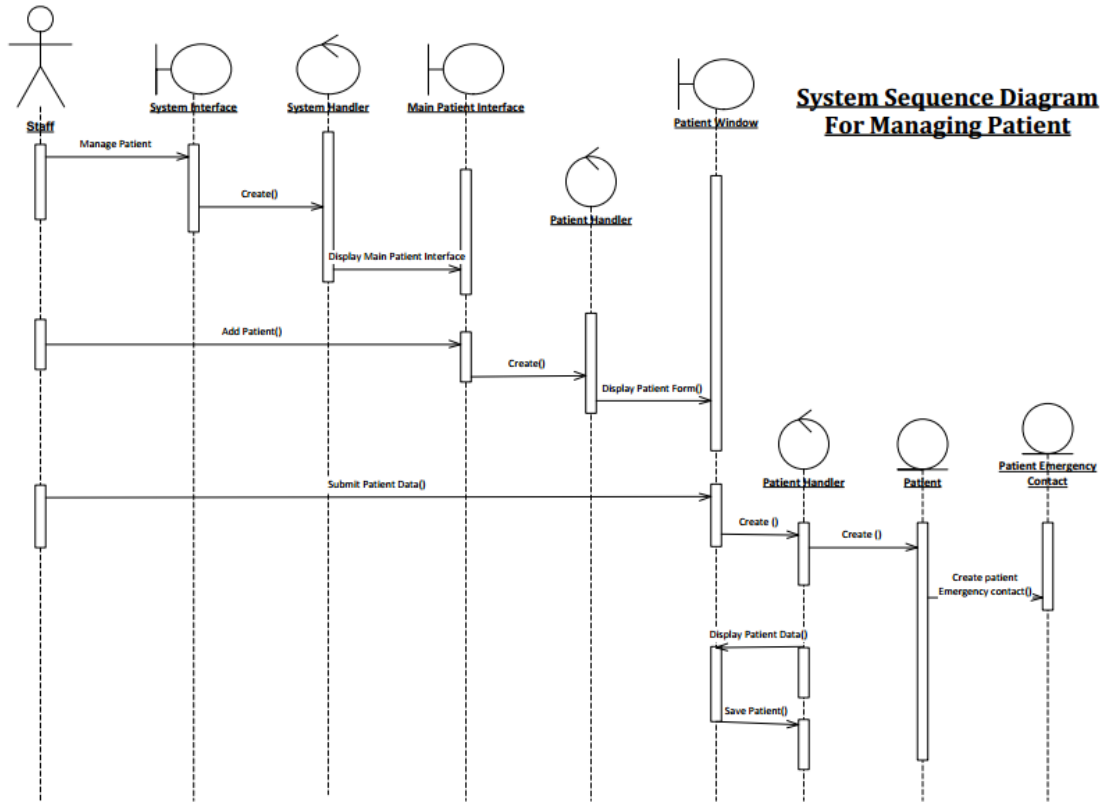 System Sequence Diagram
For Managing Patient
System Interface
System Handler
Main Patient Interface
Patient Window
Staff
Manage Patient
Create()
Patient Handler
Display Main Patient Interface
Add Patient()
Create()
Display Patient Form()
Patient Emergency
Contact
Patient Handler
Patient
Submit Patient Data()
Create ()
Create ()
Create patient
Emergency contact()
Display Patient Data()
Save Patient()